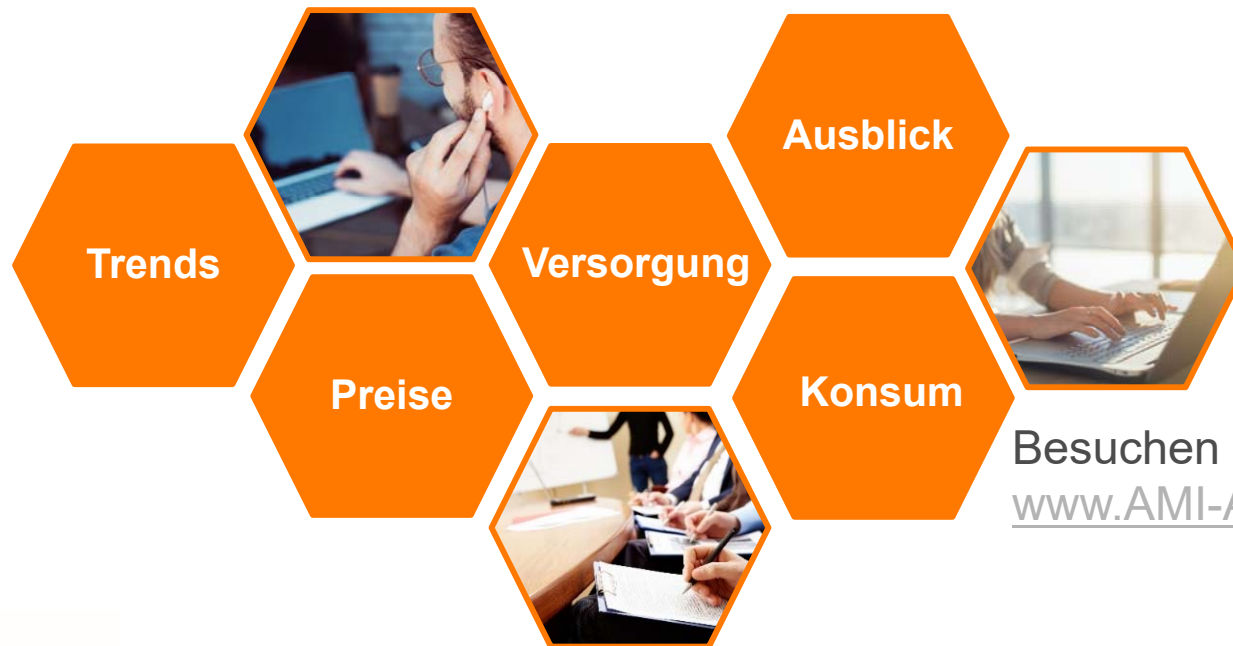 Ausblick
Trends
Versorgung
Preise
Konsum
Besuchen
www.AMI-A